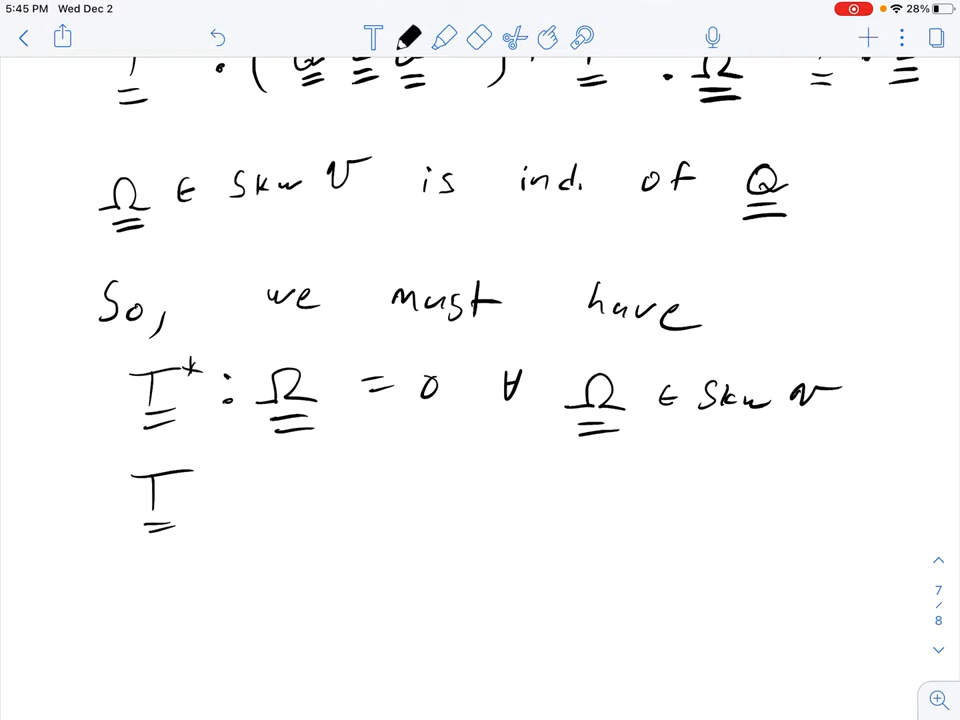 5:45 PM Wed Dec 2 28%
Ω ∈ Skw V is ind. of Q
So, we must have
T* : Ω = 0 ∀ Ω ∈ Skw V
T
7
/
8